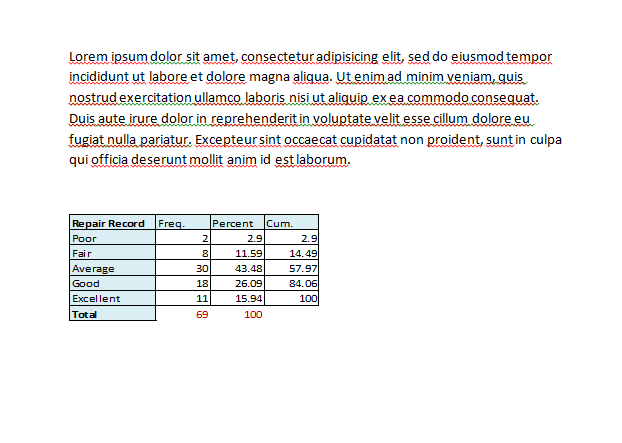 Lorem ipsum dolor sit amet, consectetur adipisicing elit, sed do eiusmod tempor
incididunt ut labore et dolore magna aliqua. Ut enim ad minim veniam, quis
nostrud exercitation ullamco laboris nisi ut aliquip ex ea commodo consequat.
Duis aute irure dolor in reprehenderit in voluptate velit esse cillum dolore eu
fugiat nulla pariatur. Excepteur sint occaecat cupidatat non proident, sunt in culpa
qui officia deserunt mollit anim id est laborum.
Repair Record Freq. Percent Cum.
Poor 2 2.9 2.9
Fair 8 11.59 14.49
Average 30 43.48 57.97
Good 18 26.09 84.06
Excellent 11 15.94 100
Total 69 100